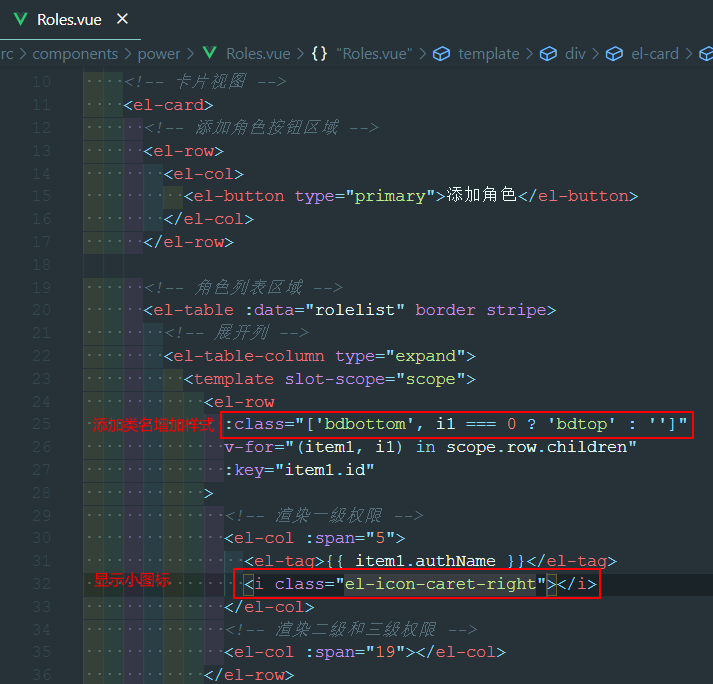 Roles.vue ×
rc > components > power > Roles.vue > {} "Roles.vue" > template > div > el-card >
10 <!-- 卡片视图 -->
11 <el-card>
12 <!-- 添加角色按钮区域 -->
13 <el-row>
14 <el-col>
15 <el-button type="primary">添加角色</el-button>
16 </el-col>
17 </el-row>
18
19 <!-- 角色列表区域 -->
20 <el-table :data="rolelist" border stripe>
21 <!-- 展开列 -->
22 <el-table-column type="expand">
23 <template slot-scope="scope">
24 <el-row
25 添加类名增加样式 :class="['bdbottom', i1 === 0 ? 'bdtop' : '']"
26 v-for="(item1, i1) in scope.row.children"
27 :key="item1.id"
28 >
29 <!-- 渲染一级权限 -->
30 <el-col :span="5">
31 <el-tag>{{ item1.authName }}</el-tag>
32 显示小图标 <i class="el-icon-caret-right"></i>
33 </el-col>
34 <!-- 渲染二级和三级权限 -->
35 <el-col :span="19"></el-col>
36 </el-row>